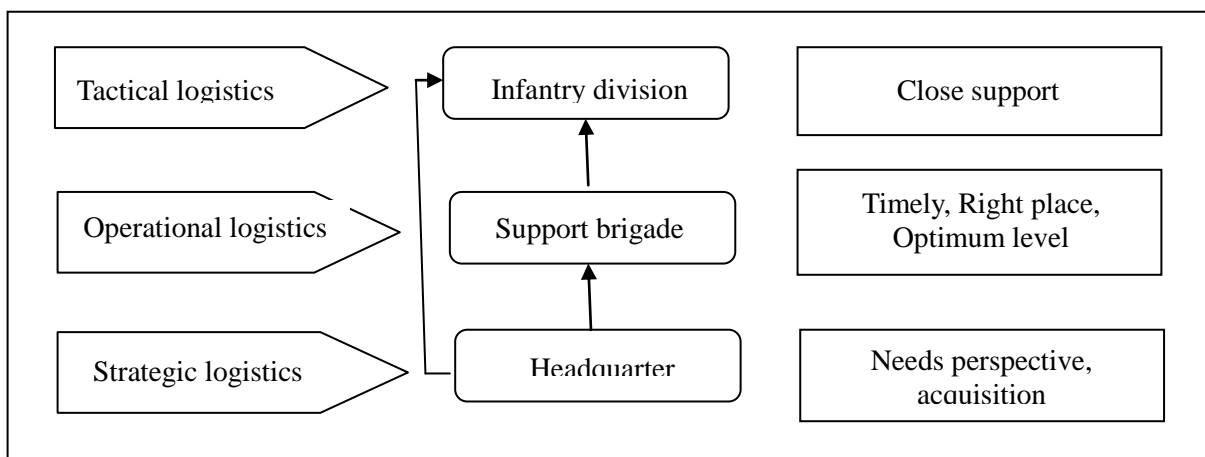 Tactical logistics
Infantry division
Close support
Operational logistics
Support brigade
Timely, Right place,
Optimum level
Strategic logistics
Headquarter
Needs perspective,
acquisition